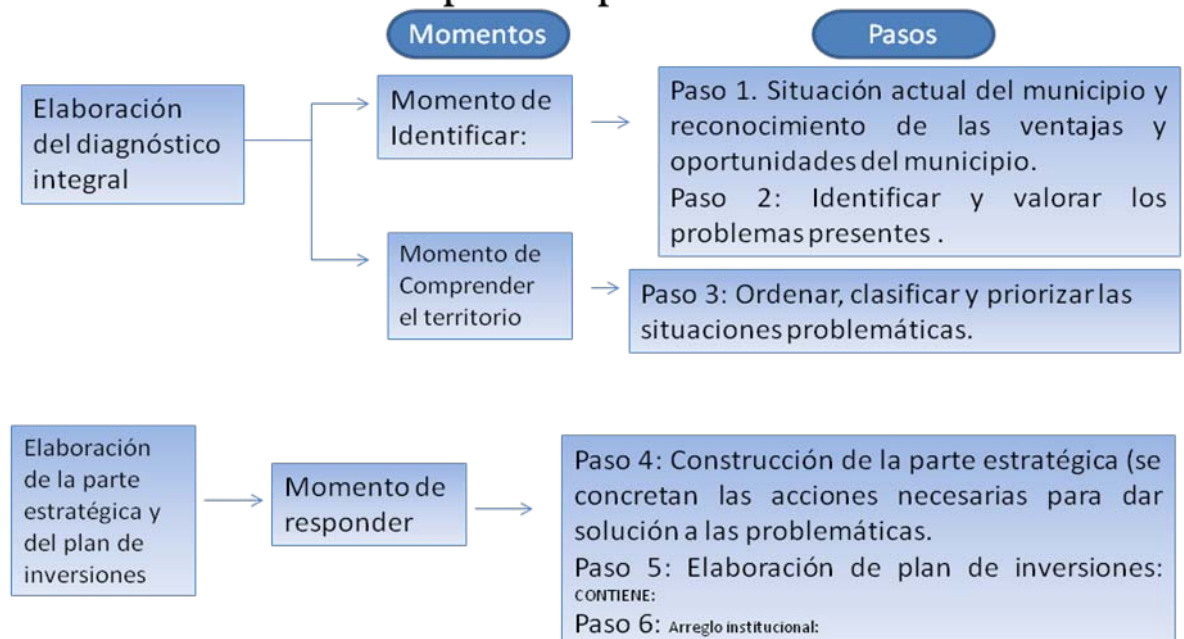 Momentos
Pasos
Elaboración
del diagnóstico
integral
Momento de
Identificar:
Paso 1. Situación actual del municipio y
reconocimiento de las ventajas y
oportunidades del municipio.
Paso 2: Identificar y valorar los
problemas presentes .
Momento de
Comprender
el territorio
Paso 3: Ordenar, clasificar y priorizar las
situaciones problemáticas.
Elaboración
de la parte
estratégica y
del plan de
inversiones
Momento de
responder
Paso 4: Construcción de la parte estratégica (se
concretan las acciones necesarias para dar
solución a las problemáticas.
Paso 5: Elaboración de plan de inversiones:
CONTIENE:
Paso 6: Arreglo institucional: